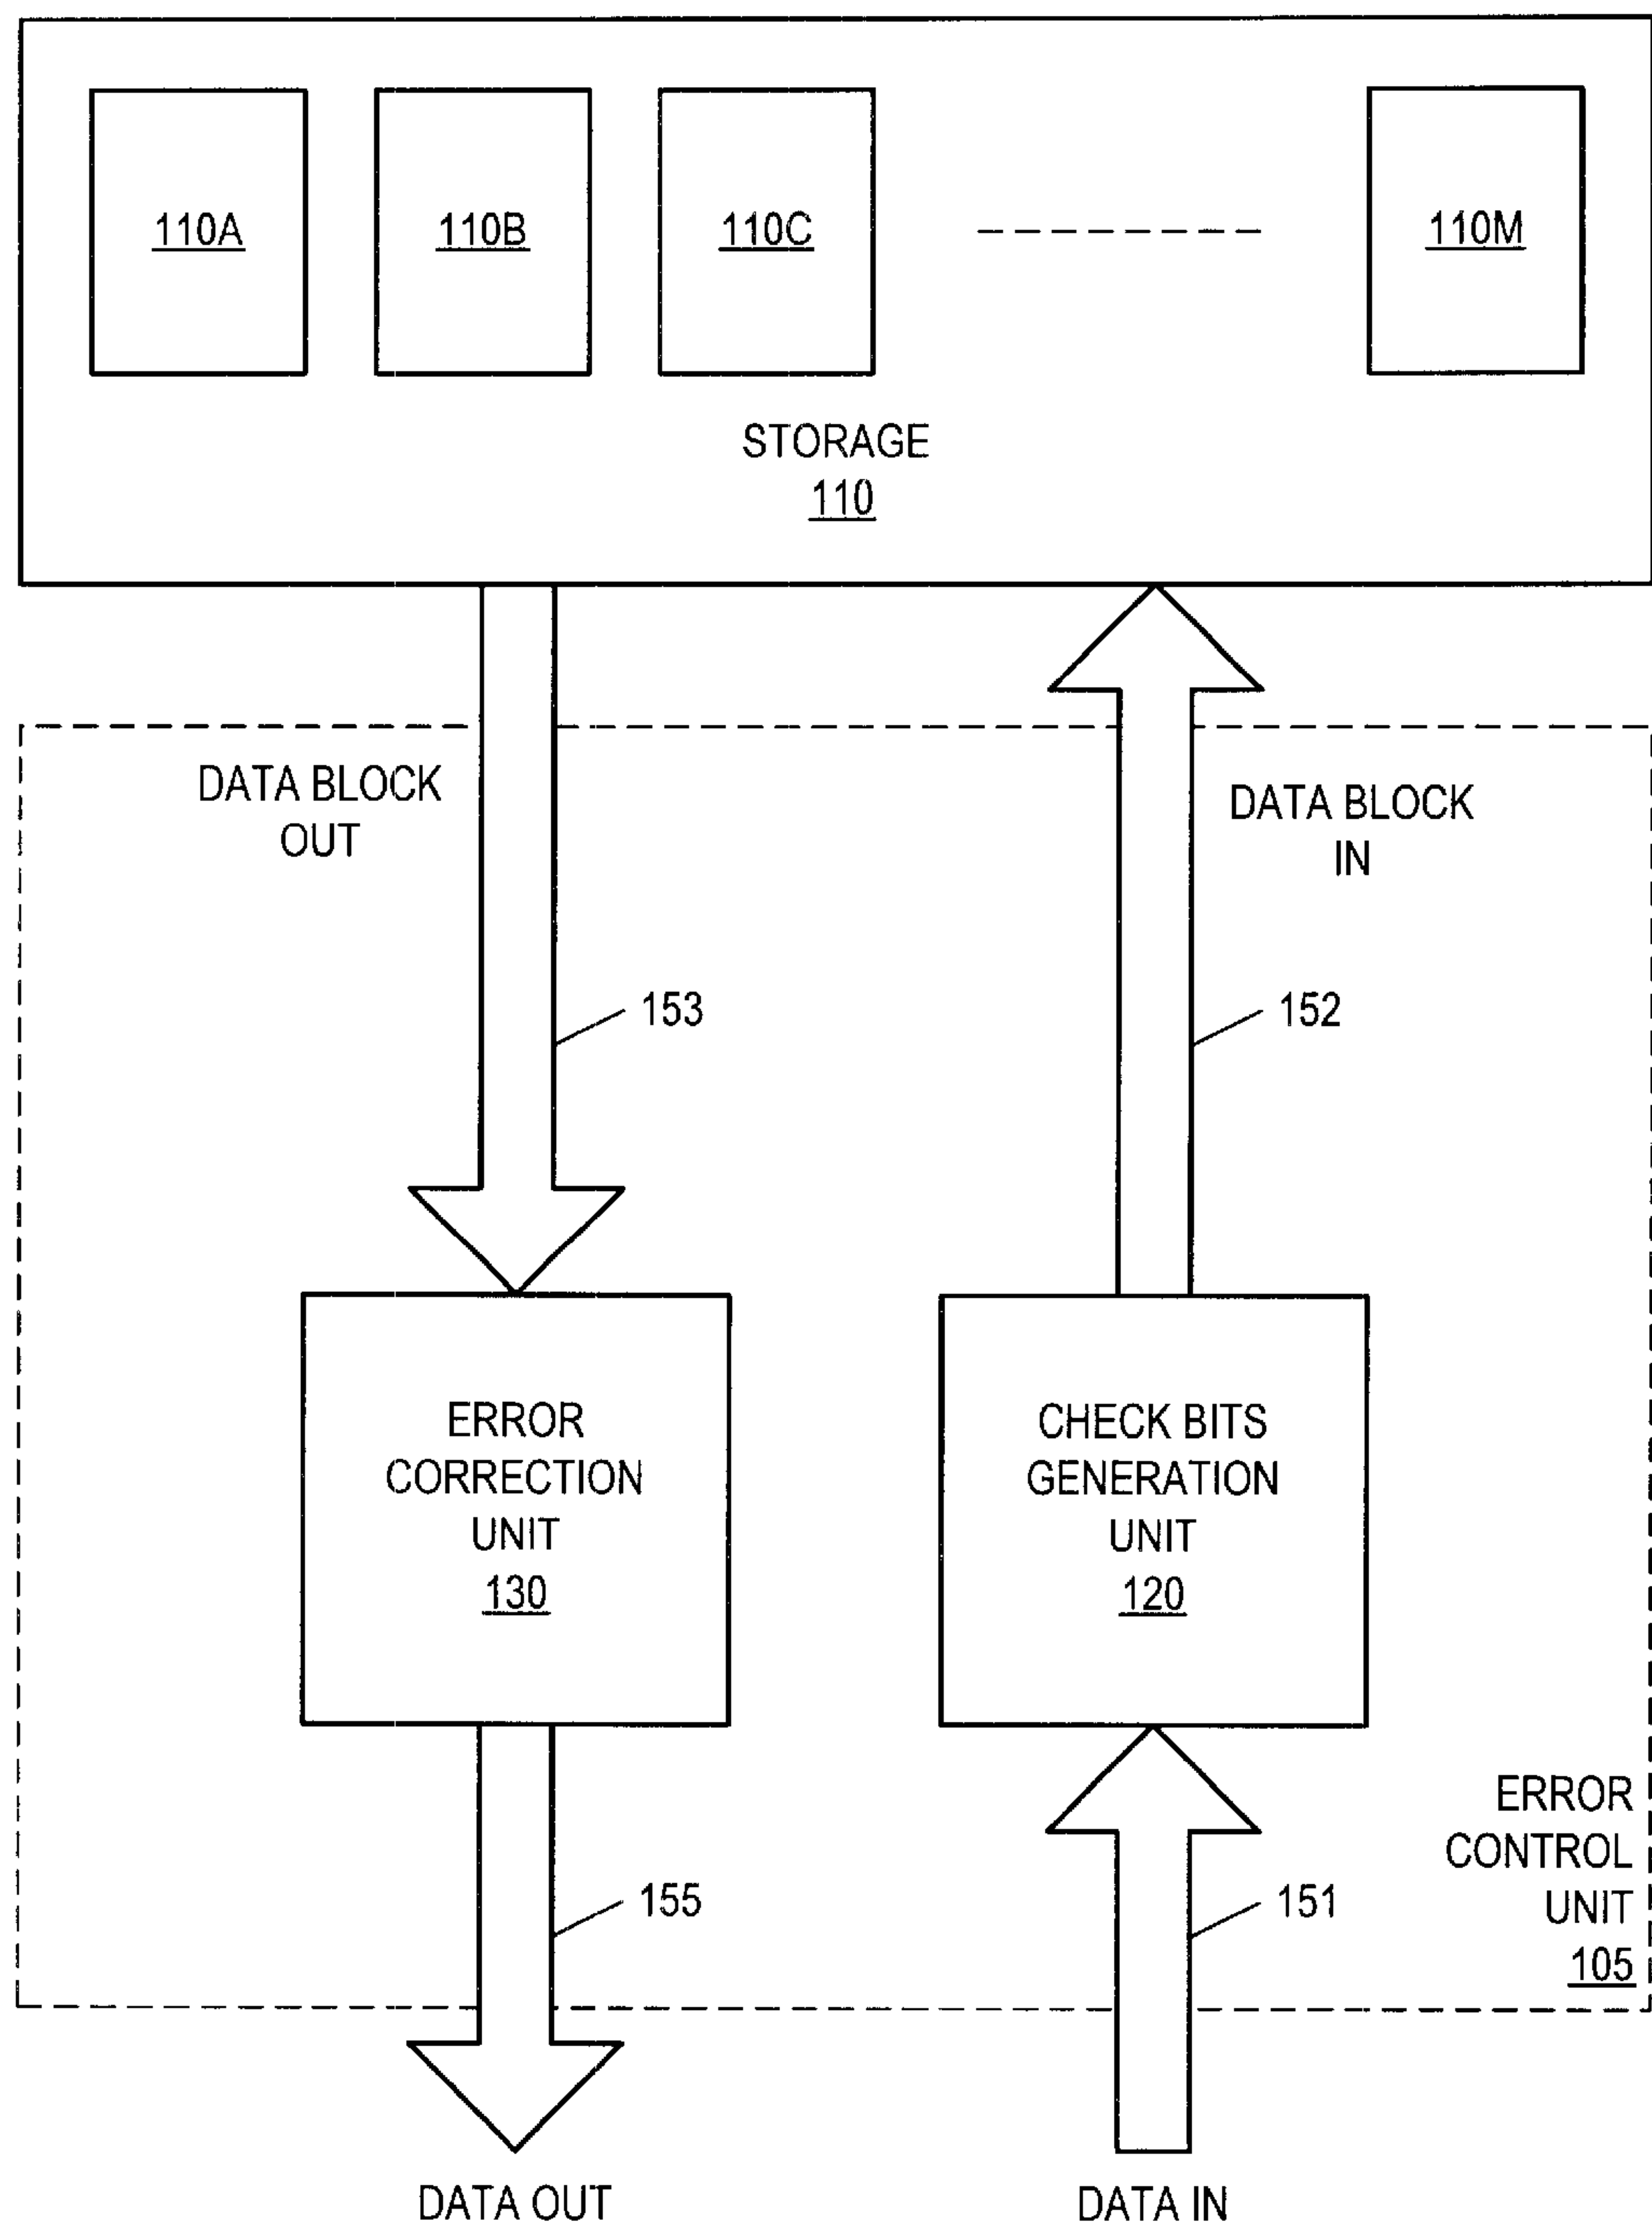 110A
110B
110C
110M
STORAGE
110
DATA BLOCK
OUT
DATA BLOCK
IN
153
152
ERROR
CORRECTION
UNIT
130
CHECK BITS
GENERATION
UNIT
120
ERROR
CONTROL
UNIT
105
155
151
DATA OUT
DATA IN